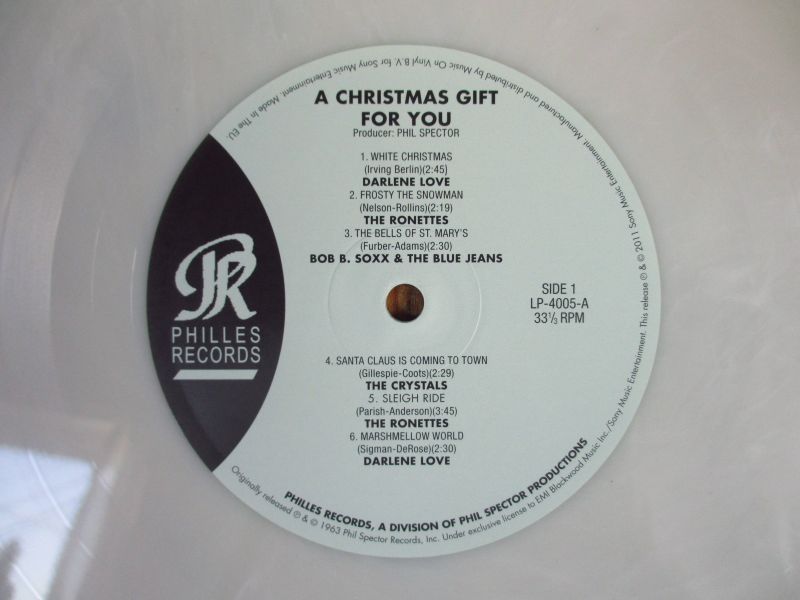 A CHRISTMAS GIFT
FOR YOU
Producer: PHIL SPECTOR
1. WHITE CHRISTMAS
(Irving Berlin)(2:45)
DARLENE LOVE
2. FROSTY THE SNOWMAN
(Nelson-Rollins)(2:19)
THE RONETTES
3. THE BELLS OF ST. MARY'S
(Furber-Adams)(2:30)
BOB B. SOXX & THE BLUE JEANS
SIDE 1
LP-4005-A
33⅓ RPM
PR
PHILLES
RECORDS
4. SANTA CLAUS IS COMING TO TOWN
(Gillespie-Coots)(2:29)
THE CRYSTALS
5. SLEIGH RIDE
(Parish-Anderson)(3:45)
THE RONETTES
6. MARSHMELLOW WORLD
(Sigman-DeRose)(2:30)
DARLENE LOVE
PHILLES RECORDS, A DIVISION OF PHIL SPECTOR PRODUCTIONS
Originally released ℗ & © 1963 Phil Spector Records, Inc. Under exclusive license to EMI Blackwood Music Inc./Sony Music Entertainment. This release ℗ & © 2011 Sony Music Entertainment. Manufactured and distributed by Music On Vinyl B.V. for Sony Music Entertainment. Made In The EU.